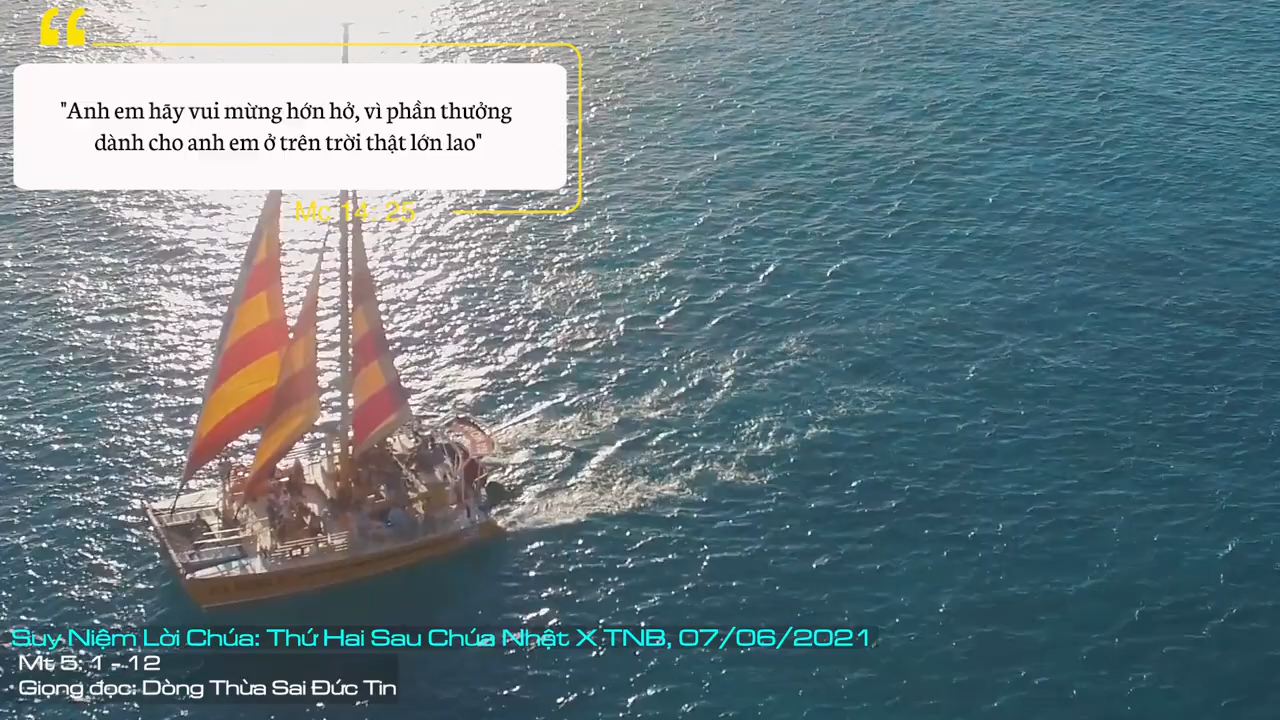 "Anh em hãy vui mừng hớn hở, vì phần thưởng
dành cho anh em ở trên trời thật lớn lao"
Mc 14: 25
Suy Niệm Lời Chúa: Thứ Hai Sau Chúa Nhật X TNB, 07/06/2021
Mt 5: 1 - 12
Giọng đọc: Dòng Thừa Sai Đức Tin